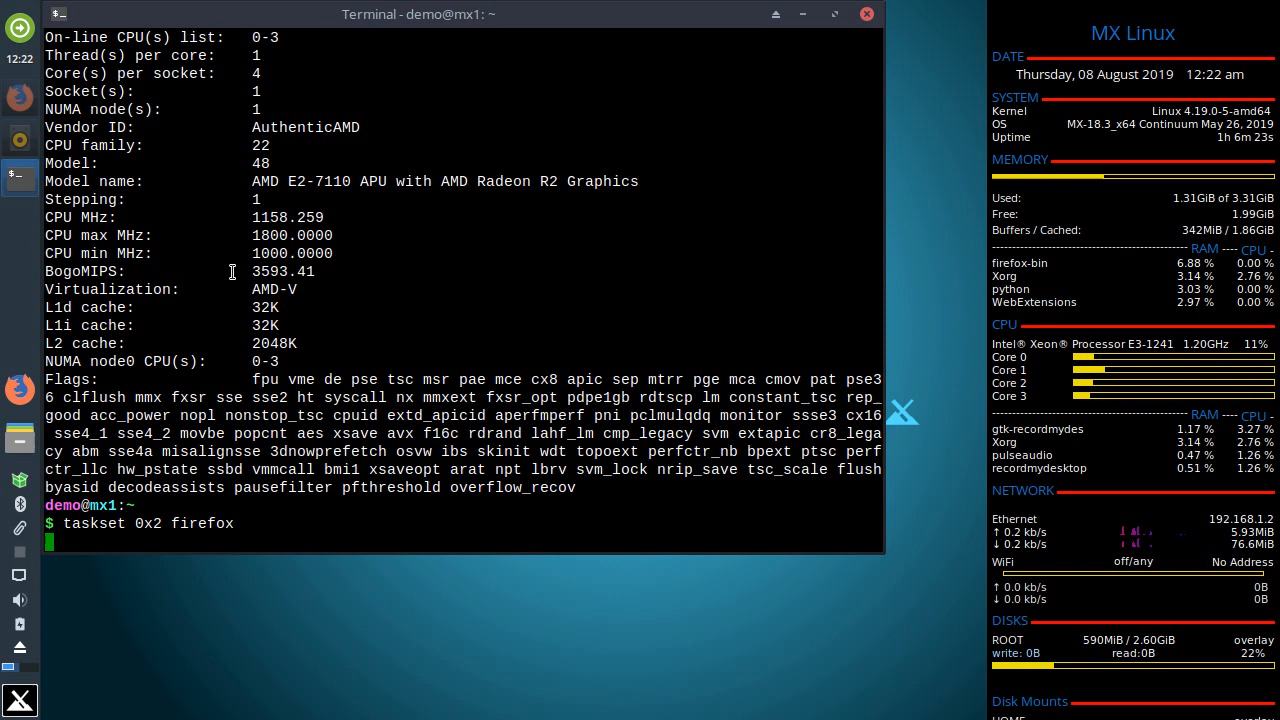 Terminal - demo@mx1: ~
12:22
On-line CPU(s) list:   0-3
Thread(s) per core:    1
Core(s) per socket:    4
Socket(s):             1
NUMA node(s):          1
Vendor ID:             AuthenticAMD
CPU family:            22
Model:                 48
Model name:            AMD E2-7110 APU with AMD Radeon R2 Graphics
Stepping:              1
CPU MHz:               1158.259
CPU max MHz:           1800.0000
CPU min MHz:           1000.0000
BogoMIPS:              3593.41
Virtualization:        AMD-V
L1d cache:             32K
L1i cache:             32K
L2 cache:              2048K
NUMA node0 CPU(s):     0-3
Flags:                 fpu vme de pse tsc msr pae mce cx8 apic sep mtrr pge mca cmov pat pse3
6 clflush mmx fxsr sse sse2 ht syscall nx mmxext fxsr_opt pdpe1gb rdtscp lm constant_tsc rep_
good acc_power nopl nonstop_tsc cpuid extd_apicid aperfmperf pni pclmulqdq monitor ssse3 cx16
sse4_1 sse4_2 movbe popcnt aes xsave avx f16c rdrand lahf_lm cmp_legacy svm extapic cr8_lega
cy abm sse4a misalignsse 3dnowprefetch osvw ibs skinit wdt topoext perfctr_nb bpext ptsc perf
ctr_llc hw_pstate ssbd vmmcall bmi1 xsaveopt arat npt lbrv svm_lock nrip_save tsc_scale flush
byasid decodeassists pausefilter pfthreshold overflow_recov
demo@mx1:~
$ taskset 0x2 firefox
MX Linux
DATE
Thursday, 08 August 2019   12:22 am
SYSTEM
Kernel Linux 4.19.0-5-amd64
OS MX-18.3_x64 Continuum May 26, 2019
Uptime 1h 6m 23s
MEMORY
Used: 1.31GiB of 3.31GiB
Free: 1.99GiB
Buffers / Cached: 342MiB / 1.86GiB
------------------------------------------ RAM ---- CPU -
firefox-bin 6.88 % 0.00 %
Xorg 3.14 % 2.76 %
python 3.03 % 0.00 %
WebExtensions 2.97 % 0.00 %
CPU
Intel® Xeon® Processor E3-1241 1.20GHz 11%
Core 0
Core 1
Core 2
Core 3
------------------------------------------ RAM ---- CPU -
gtk-recordmydes 1.17 % 3.27 %
Xorg 3.14 % 2.76 %
pulseaudio 0.47 % 1.26 %
recordmydesktop 0.51 % 1.26 %
NETWORK
Ethernet 192.168.1.2
↑ 0.2 kb/s 5.93MiB
↓ 0.2 kb/s 76.6MiB
WiFi off/any No Address
↑ 0.0 kb/s 0B
↓ 0.0 kb/s 0B
DISKS
ROOT 590MiB / 2.60GiB overlay
write: 0B read:0B 22%
Disk Mounts